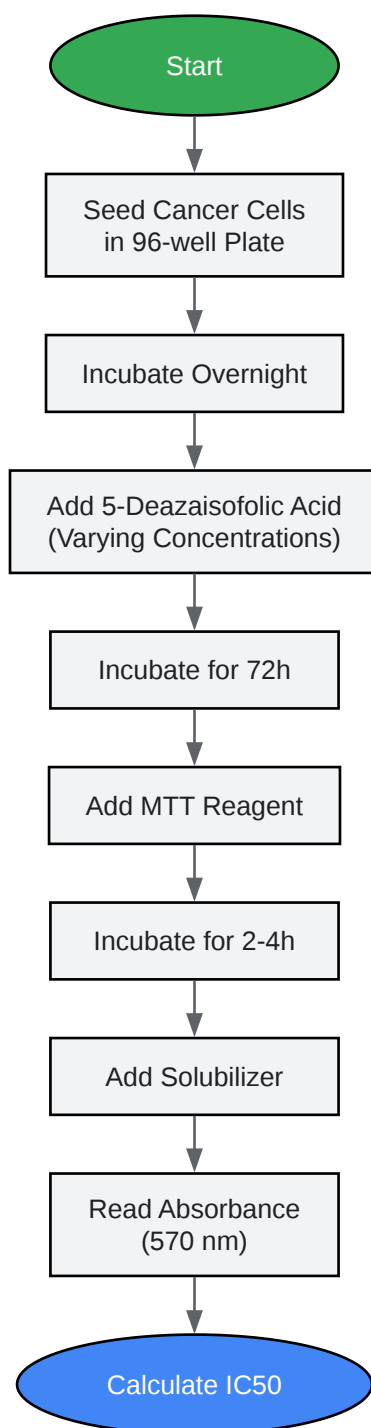 Start
Seed Cancer Cells
in 96-well Plate
Incubate Overnight
Add 5-Deazaisofolic Acid
(Varying Concentrations)
Incubate for 72h
Add MTT Reagent
Incubate for 2-4h
Add Solubilizer
Read Absorbance
(570 nm)
Calculate IC50